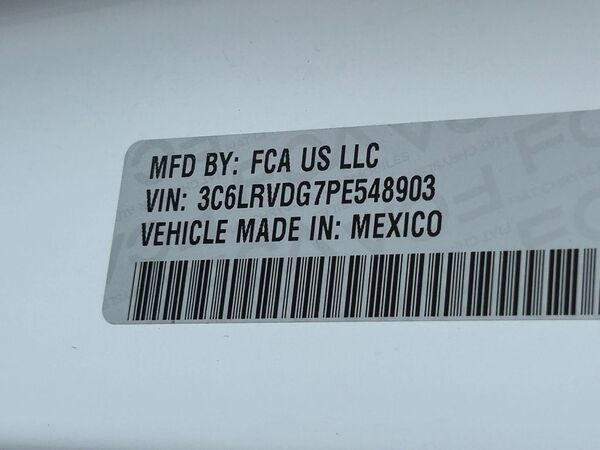 MFD BY: FCA US LLC
VIN: 3C6LRVDG7PE548903
VEHICLE MADE IN: MEXICO